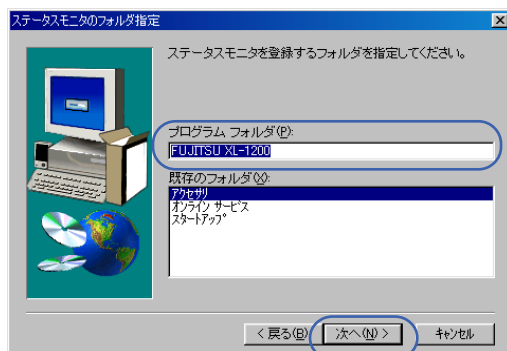 ステータスモニタのフォルダ指定
ステータスモニタを登録するフォルダを指定してください。
プログラム フォルダ(P):
FUJITSU XL-1200
既存のフォルダ(X):
アクセサリ
オンライン サービス
スタートアップ
< 戻る(B)
次へ(N) >
キャンセル